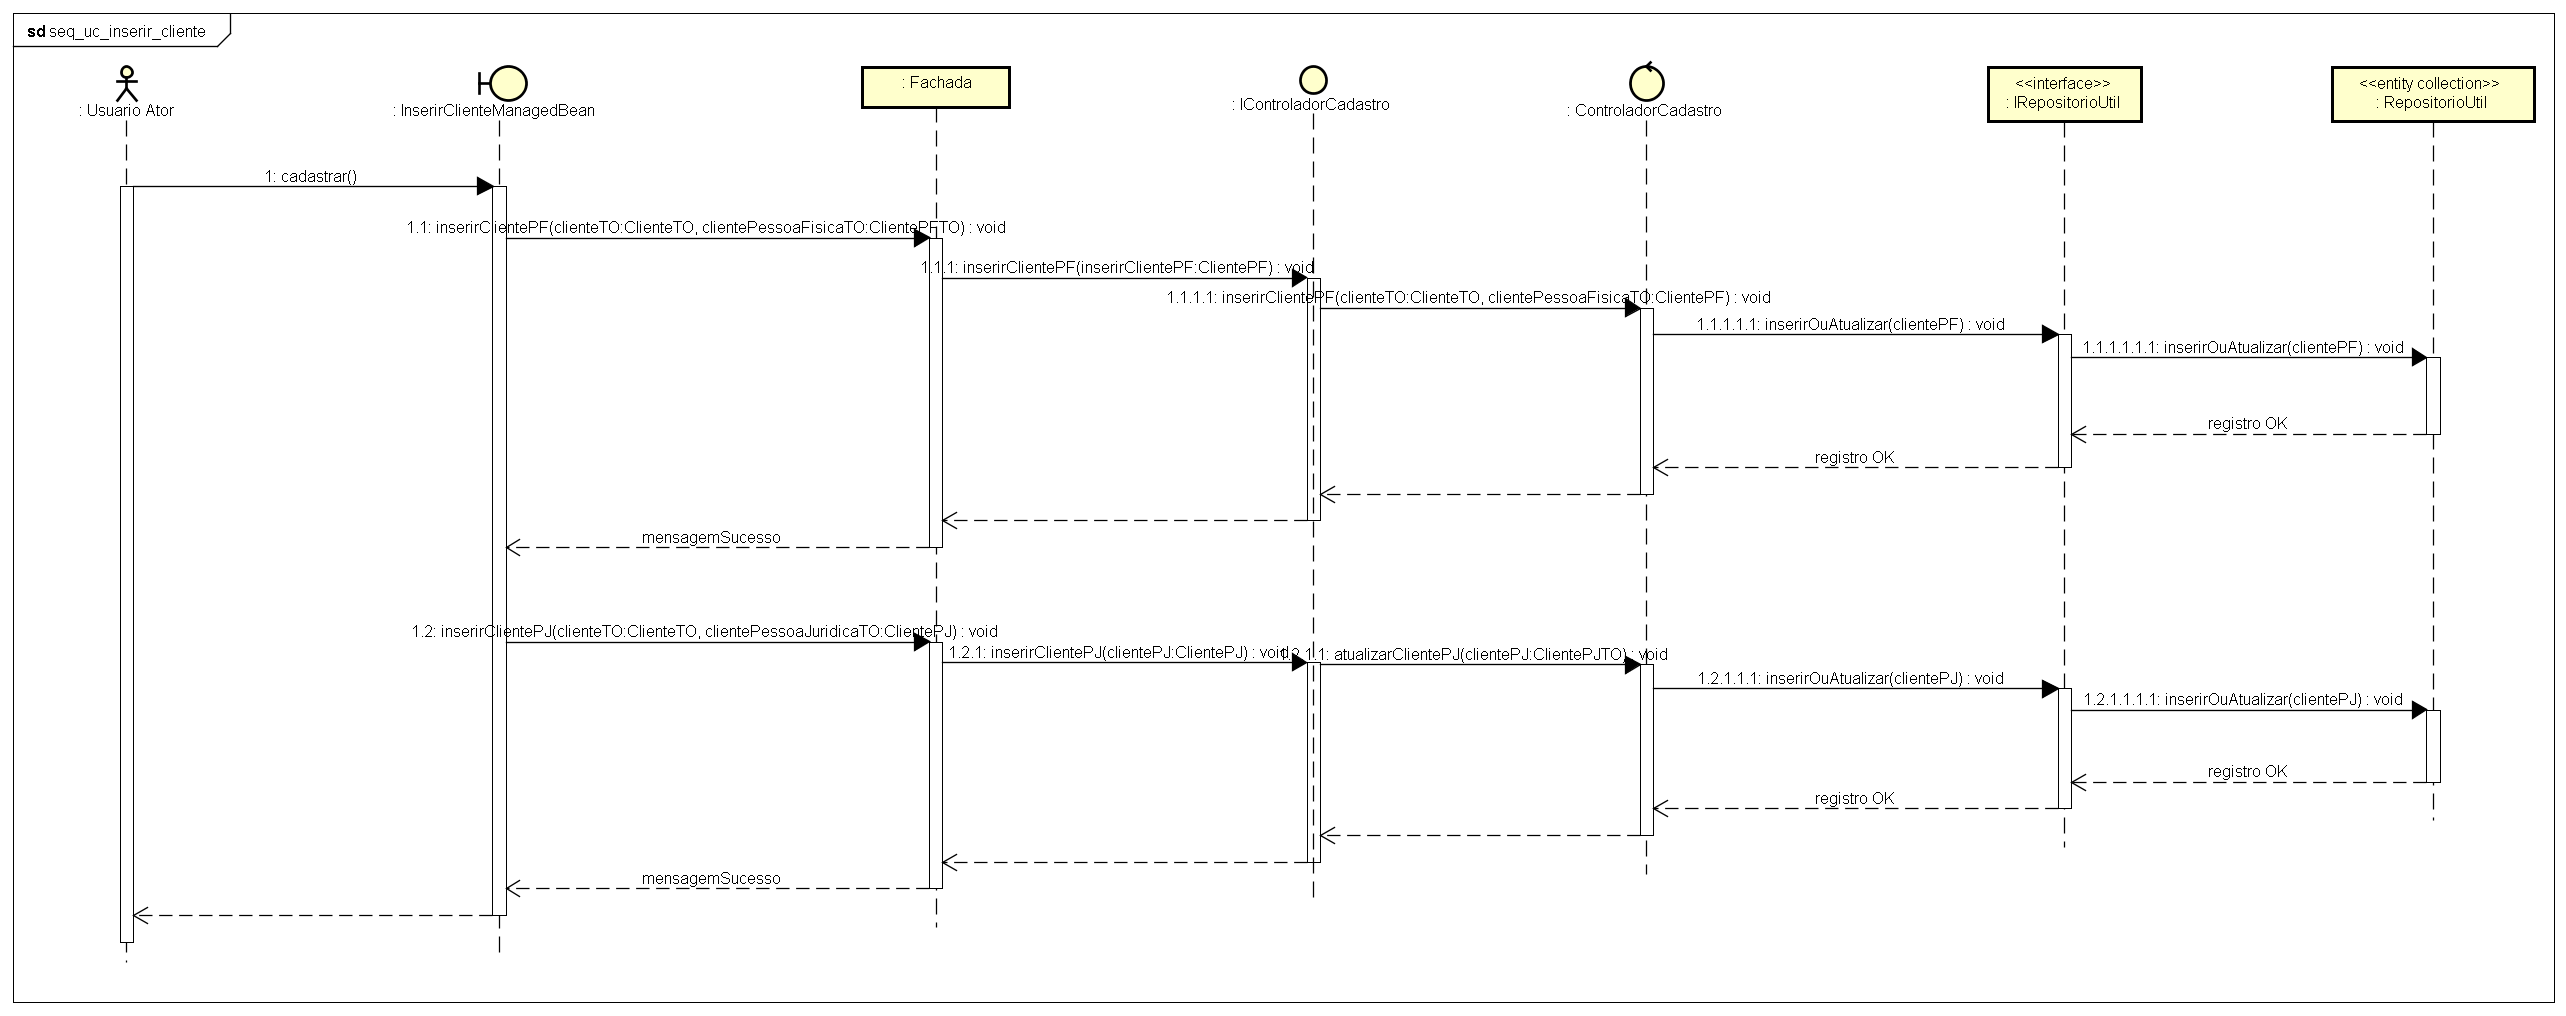 sd seq_uc_inserir_cliente
: Usuario Ator
: InserirClienteManagedBean
: Fachada
: IControladorCadastro
: ControladorCadastro
<<interface>>
: IRepositorioUtil
<<entity collection>>
: RepositorioUtil
1: cadastrar()
1.1: inserirClientePF(clienteTO:ClienteTO, clientePessoaFisicaTO:ClientePFTO) : void
1.1.1: inserirClientePF(inserirClientePF:ClientePF) : void
1.1.1.1: inserirClientePF(clienteTO:ClienteTO, clientePessoaFisicaTO:ClientePF) : void
1.1.1.1.1: inserirOuAtualizar(clientePF) : void
1.1.1.1.1.1: inserirOuAtualizar(clientePF) : void
registro OK
registro OK
mensagemSucesso
1.2: inserirClientePJ(clienteTO:ClienteTO, clientePessoaJuridicaTO:ClientePJ) : void
1.2.1: inserirClientePJ(clientePJ:ClientePJ) : void
1.2.1.1: atualizarClientePJ(clientePJ:ClientePJTO) : void
1.2.1.1.1: inserirOuAtualizar(clientePJ) : void
1.2.1.1.1.1: inserirOuAtualizar(clientePJ) : void
registro OK
registro OK
mensagemSucesso